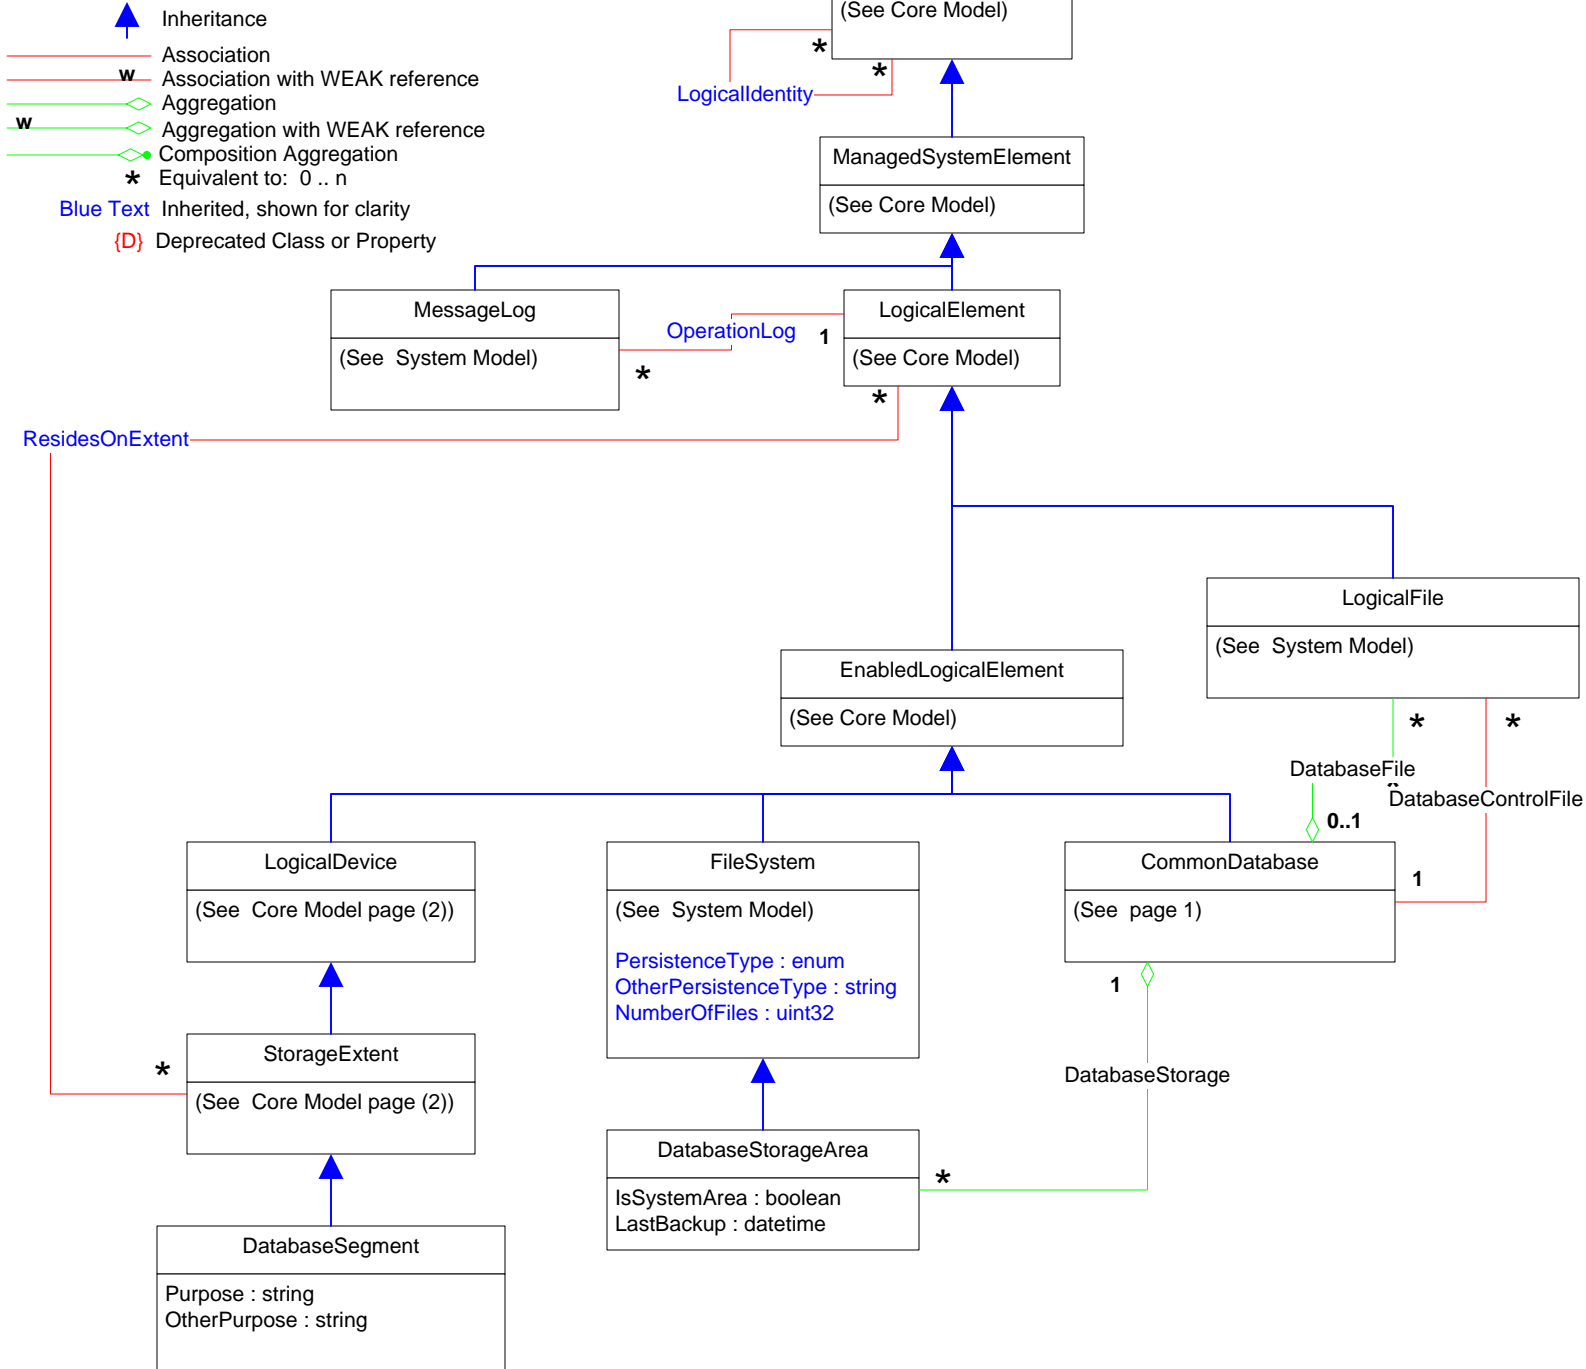 Inheritance
Association
w
Association with WEAK reference
Aggregation
w
Aggregation with WEAK reference
Composition Aggregation
* Equivalent to: 0 .. n
Blue Text Inherited, shown for clarity
{D} Deprecated Class or Property
(See Core Model)
*
*
LogicalIdentity
ManagedSystemElement
(See Core Model)
MessageLog
(See System Model)
OperationLog
1
*
LogicalElement
(See Core Model)
*
ResidesOnExtent
LogicalFile
(See System Model)
EnabledLogicalElement
(See Core Model)
*
*
DatabaseFile
*
DatabaseControlFile
0..1
LogicalDevice
(See Core Model page (2))
FileSystem
(See System Model)
PersistenceType : enum
OtherPersistenceType : string
NumberOfFiles : uint32
CommonDatabase
(See page 1)
1
1
StorageExtent
(See Core Model page (2))
*
DatabaseStorage
DatabaseStorageArea
IsSystemArea : boolean
LastBackup : datetime
*
DatabaseSegment
Purpose : string
OtherPurpose : string